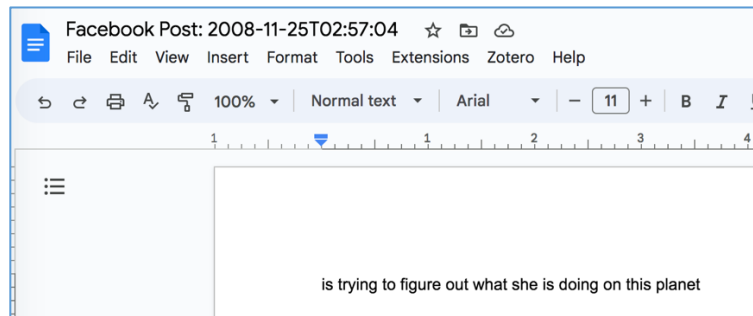 Facebook Post: 2008-11-25T02:57:04
File Edit View Insert Format Tools Extensions Zotero Help
100% Normal text Arial − 11 + B I
1 1 2 3 4
is trying to figure out what she is doing on this planet